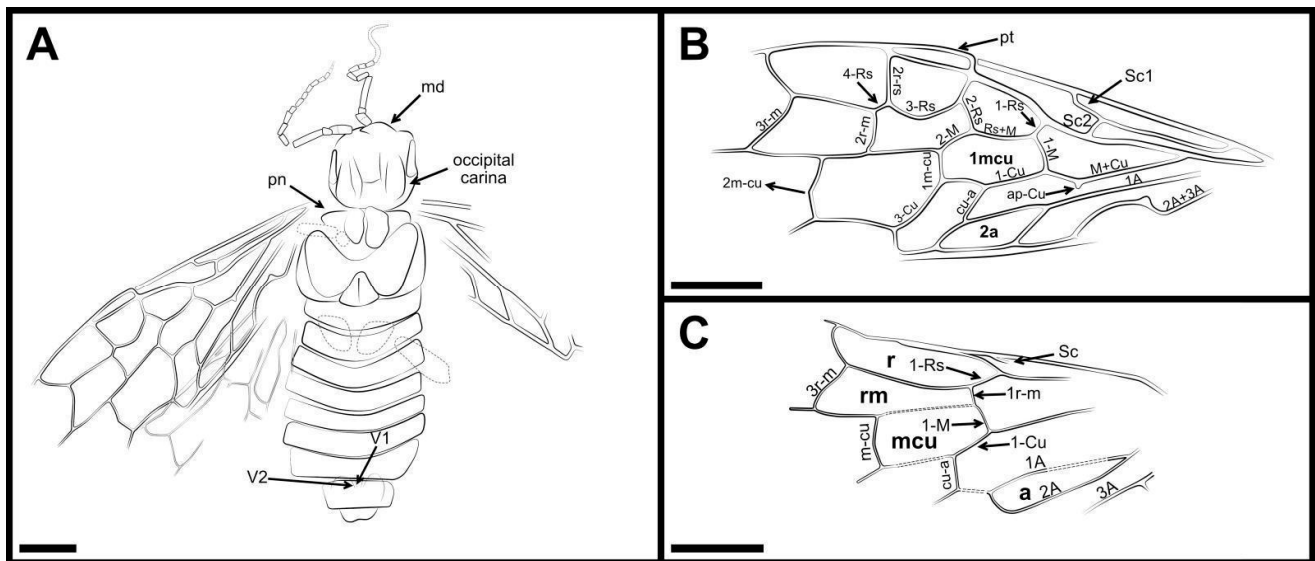 A
md
occipital
carina
pn
V1
V2
B
pt
Sc1
Sc2
4-Rs
2r-rs
3-Rs
2-Rs
1-Rs
Rs+M
3r-m
2r-m
2-M
1-M
1mcu
1m-cu
1-Cu
M+Cu
2m-cu
ap-Cu
1A
cu-a
3-Cu
2a
2A+3A
C
r
1-Rs
Sc
3r-m
rm
1r-m
1-M
m-cu
mcu
1-Cu
cu-a
1A
a
2A
3A